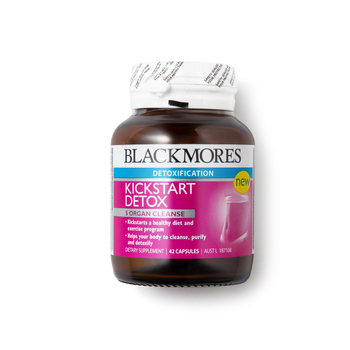 BLACKMORES
DETOXIFICATION
KICKSTART
DETOX
new
5 ORGAN CLEANSE
• Kickstarts a healthy diet and
exercise program
• Helps your body to cleanse, purify
and detoxify
DIETARY SUPPLEMENT
42 CAPSULES
AUST L 187108